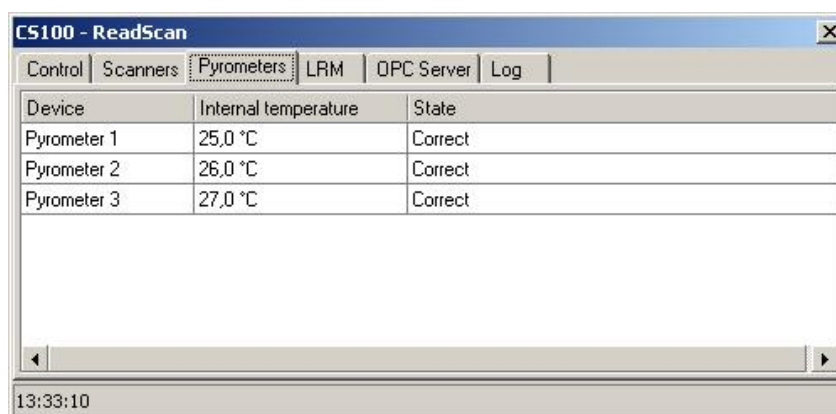 CS100 - ReadScan
Control Scanners Pyrometers LRM OPC Server Log
Device Internal temperature State
Pyrometer 1 25,0 °C Correct
Pyrometer 2 26,0 °C Correct
Pyrometer 3 27,0 °C Correct
13:33:10